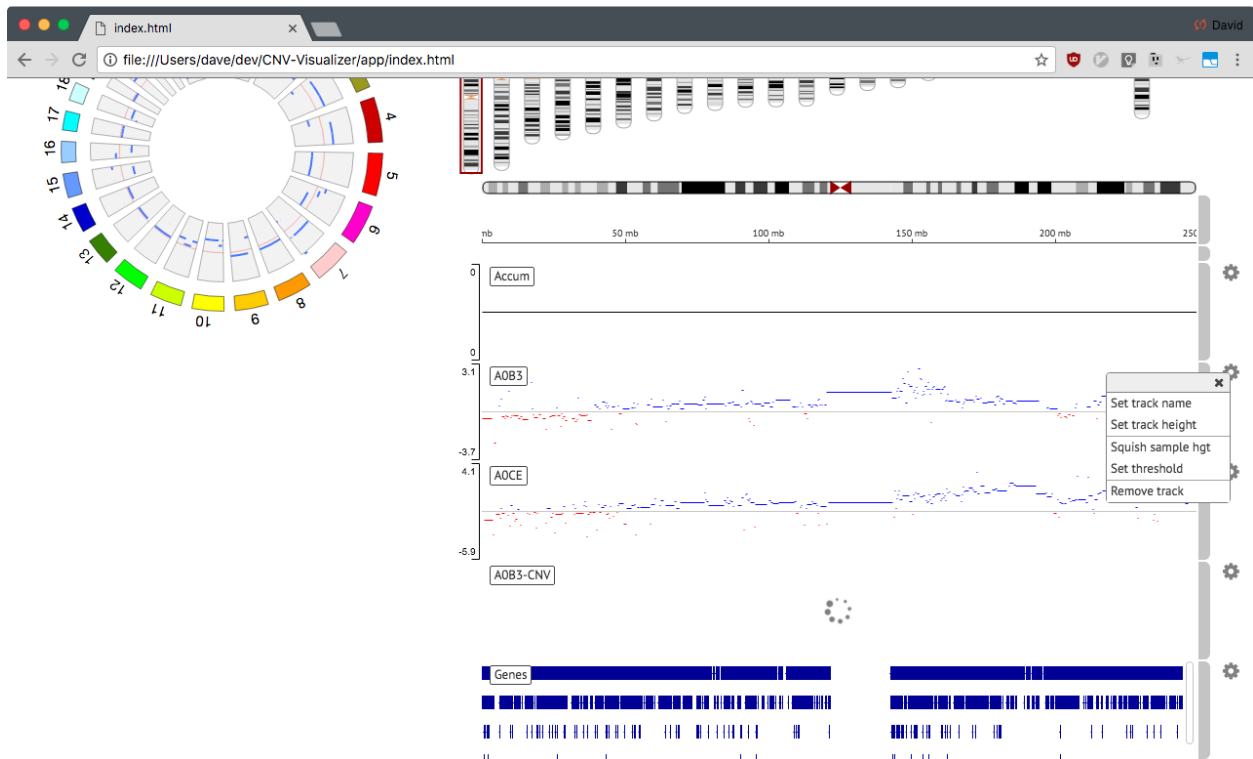 index.html
David
file:///Users/dave/dev/CNV-Visualizer/app/index.html
18
17
16
15
14
13
12
11
10
9
8
7
6
5
4
50 mb
100 mb
150 mb
200 mb
0
Accum
0
3.1
A0B3
-3.7
Set track name
Set track height
Squish sample hgt
Set threshold
Remove track
4.1
A0CE
-5.9
A0B3-CNV
Genes